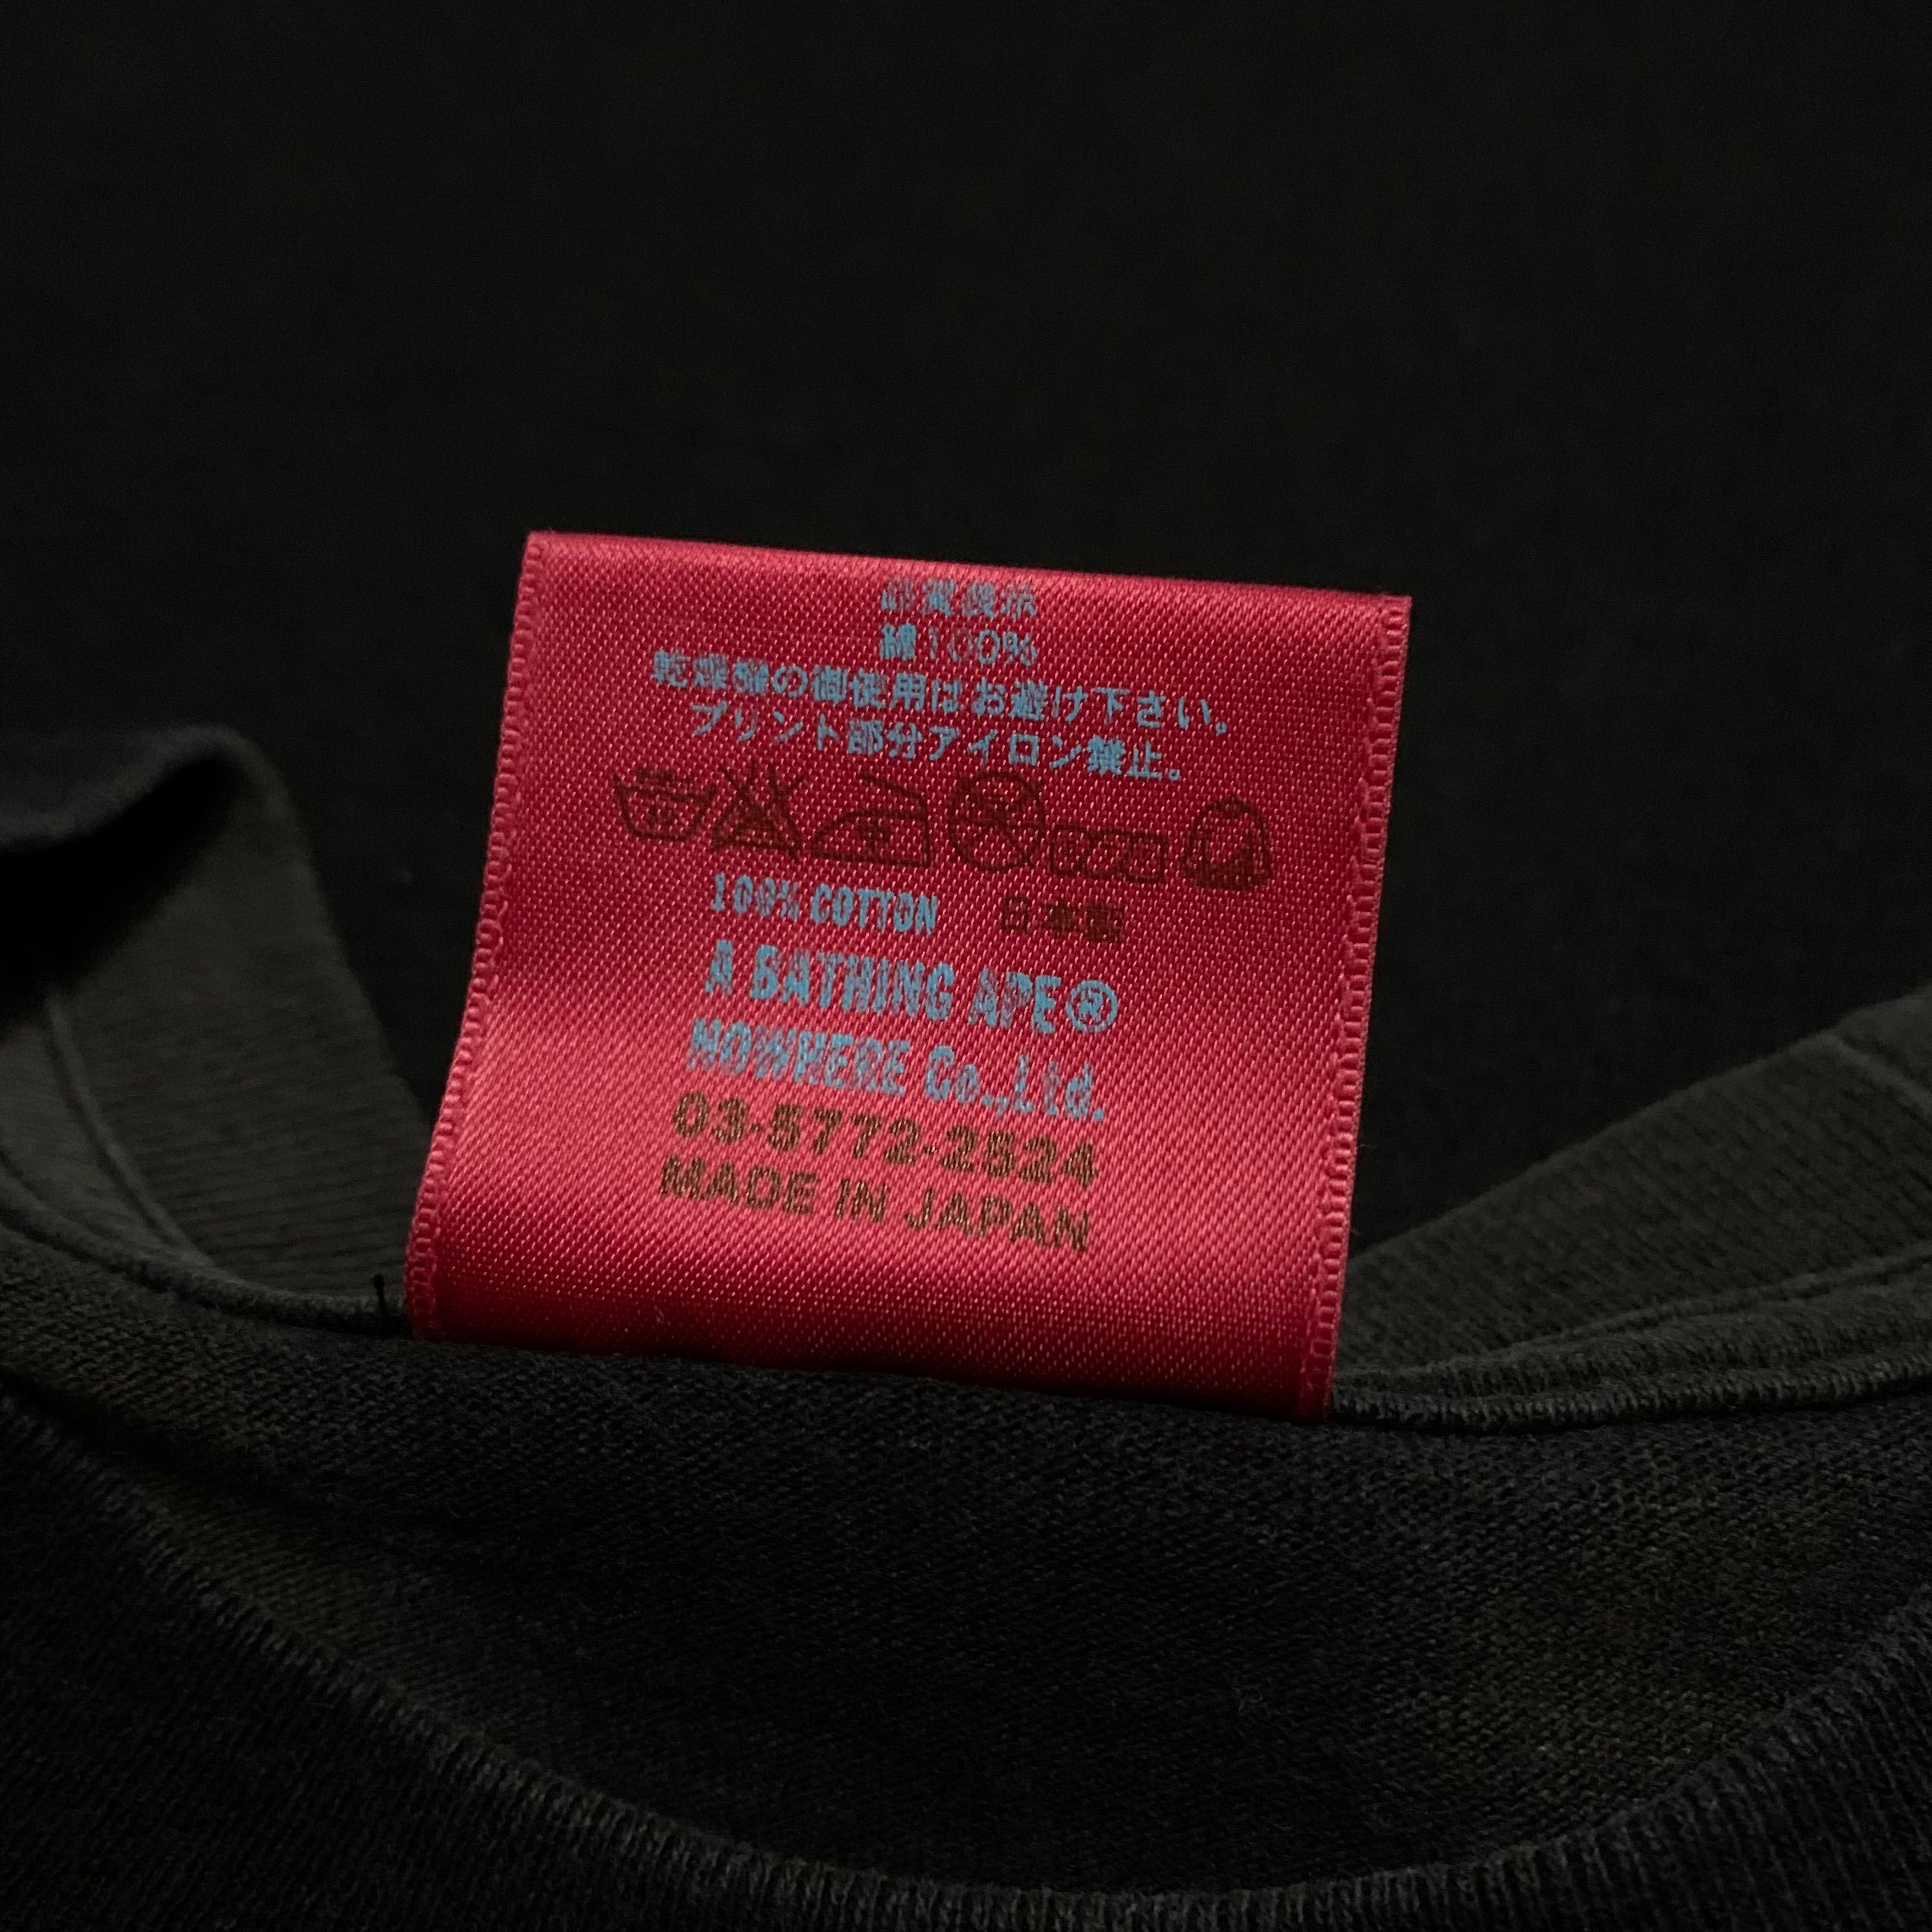 品質表示
綿100%
乾燥機の御使用はお避け下さい。
プリント部分アイロン禁止。
100% COTTON 日本製
A BATHING APE®
NOWHERE Co.,Ltd.
03-5772-2524
MADE IN JAPAN